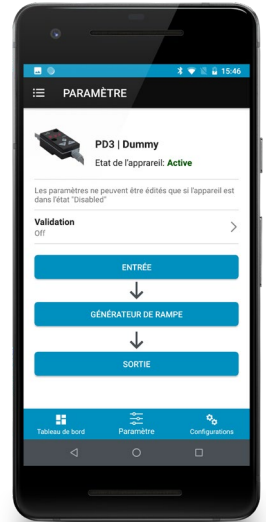 15:46
PARAMÈTRE
PD3 | Dummy
Etat de l'apprareil: Active
Les paramètres ne peuvent être édités que si l'appareil est
dans l'état "Disabled"
Validation
Off
ENTRÉE
GÉNÉRATEUR DE RAMPE
SORTIE
Tableau de bord Paramètre Configurations